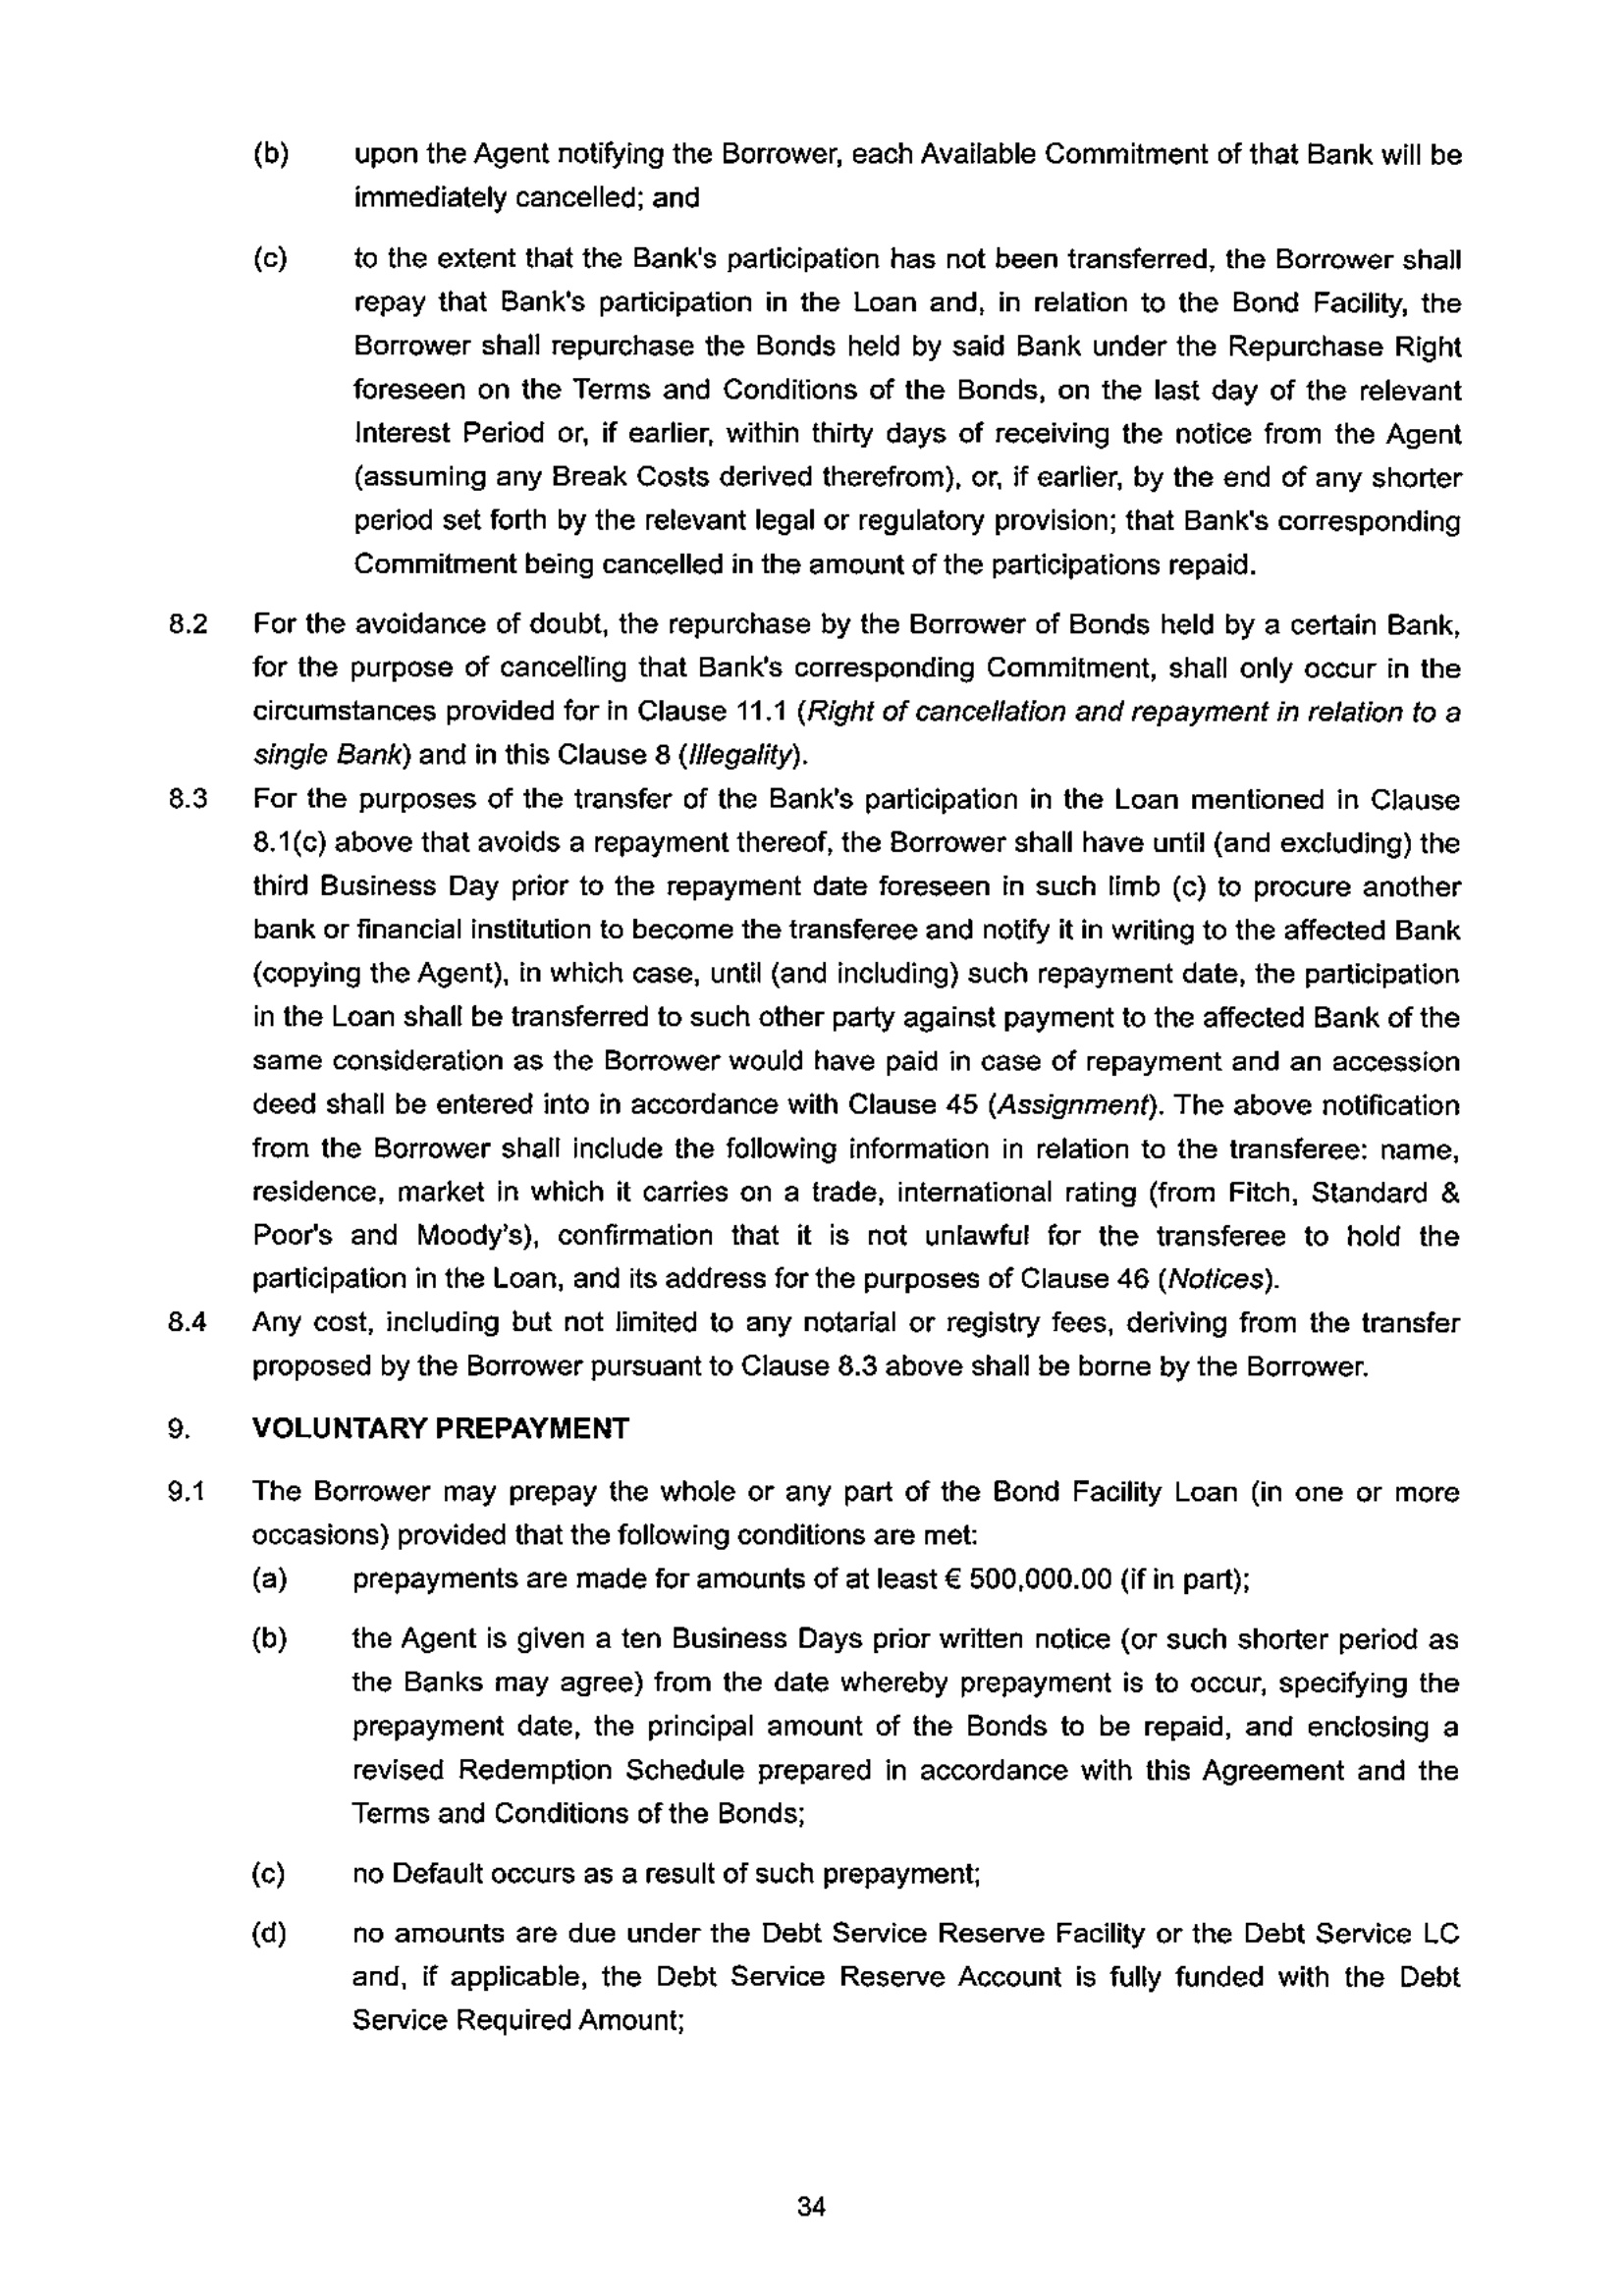 (b) upon the Agent notifying the Borrower, each Available Commitment of that Bank will be
immediately cancelled; and
(c) to the extent that the Bank's participation has not been transferred, the Borrower shall
repay that Bank's participation in the Loan and, in relation to the Bond Facility, the
Borrower shall repurchase the Bonds held by said Bank under the Repurchase Right
foreseen on the Terms and Conditions of the Bonds, on the last day of the relevant
Interest Period or, if earlier, within thirty days of receiving the notice from the Agent
(assuming any Break Costs derived therefrom), or, if earlier, by the end of any shorter
period set forth by the relevant legal or regulatory provision; that Bank's corresponding
Commitment being cancelled in the amount of the participations repaid.
8.2 For the avoidance of doubt, the repurchase by the Borrower of Bonds held by a certain Bank,
for the purpose of cancelling that Bank's corresponding Commitment, shall only occur in the
circumstances provided for in Clause 11.1 (Right of cancellation and repayment in relation to a
single Bank) and in this Clause 8 (Illegality).
8.3 For the purposes of the transfer of the Bank's participation in the Loan mentioned in Clause
8.1(c) above that avoids a repayment thereof, the Borrower shall have until (and excluding) the
third Business Day prior to the repayment date foreseen in such limb (c) to procure another
bank or financial institution to become the transferee and notify it in writing to the affected Bank
(copying the Agent), in which case, until (and including) such repayment date, the participation
in the Loan shall be transferred to such other party against payment to the affected Bank of the
same consideration as the Borrower would have paid in case of repayment and an accession
deed shall be entered into in accordance with Clause 45 (Assignment). The above notification
from the Borrower shall include the following information in relation to the transferee: name,
residence, market in which it carries on a trade, international rating (from Fitch, Standard &
Poor's and Moody's), confirmation that it is not unlawful for the transferee to hold the
participation in the Loan, and its address for the purposes of Clause 46 (Notices).
8.4 Any cost, including but not limited to any notarial or registry fees, deriving from the transfer
proposed by the Borrower pursuant to Clause 8.3 above shall be borne by the Borrower.
9. VOLUNTARY PREPAYMENT
9.1 The Borrower may prepay the whole or any part of the Bond Facility Loan (in one or more
occasions) provided that the following conditions are met:
(a) prepayments are made for amounts of at least € 500,000.00 (if in part);
(b) the Agent is given a ten Business Days prior written notice (or such shorter period as
the Banks may agree) from the date whereby prepayment is to occur, specifying the
prepayment date, the principal amount of the Bonds to be repaid, and enclosing a
revised Redemption Schedule prepared in accordance with this Agreement and the
Terms and Conditions of the Bonds;
(c) no Default occurs as a result of such prepayment;
(d) no amounts are due under the Debt Service Reserve Facility or the Debt Service LC
and, if applicable, the Debt Service Reserve Account is fully funded with the Debt
Service Required Amount;
34